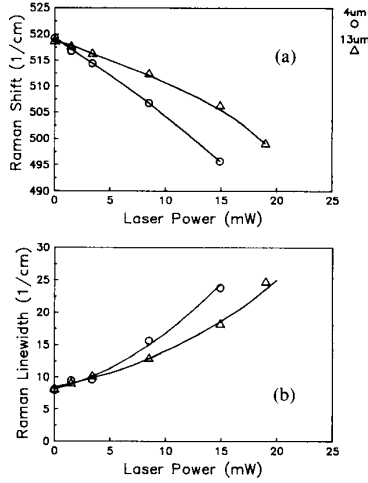 4um
13um
525
520
515
510
505
500
495
490
Raman Shift (1/cm)
(a)
0 5 10 15 20 25
Laser Power (mW)
30
25
20
15
10
5
0
Raman Linewidth (1/cm)
(b)
0 5 10 15 20 25
Laser Power (mW)